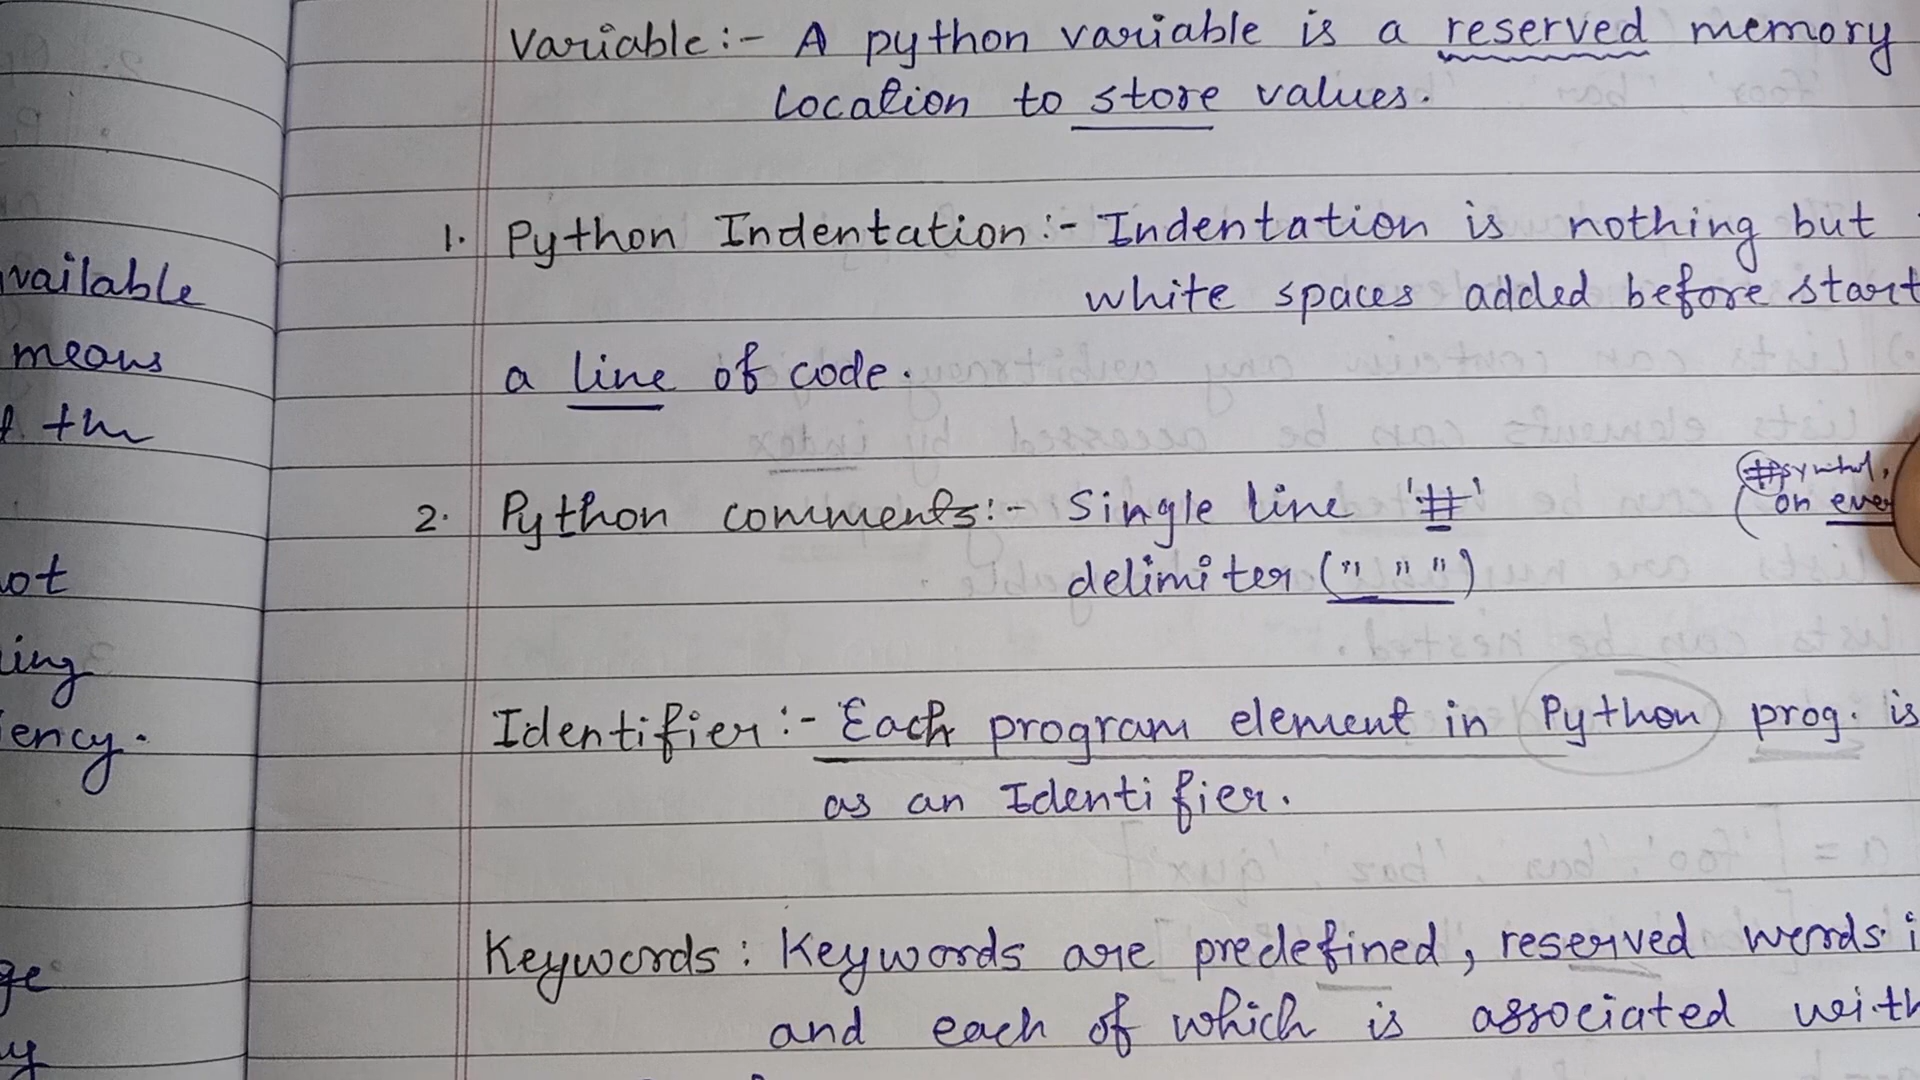 Variable :- A python variable is a reserved memory
location to store values.
1. Python Indentation :- Indentation is nothing but
white spaces added before start
a line of code.
2. Python comments :- Single line '#'
#symbol,
on ever
delimiter (" " ")
Identifier :- Each program element in Python prog. is
as an Identifier.
Keywords : Keywords are predefined, reserved words i
and each of which is associated with
vailable
means
the
ot
ing
ency.
ge
y